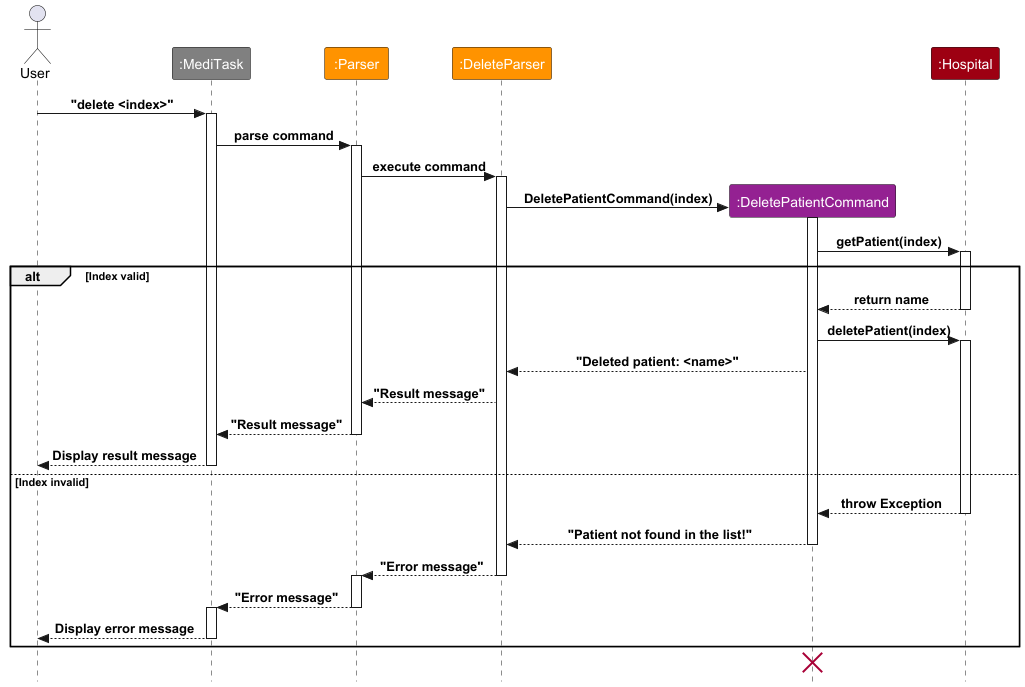 User
:MediTask
:Parser
:DeleteParser
:Hospital
"delete <index>"
parse command
execute command
DeletePatientCommand(index)
:DeletePatientCommand
getPatient(index)
alt
[Index valid]
return name
deletePatient(index)
"Deleted patient: <name>"
"Result message"
"Result message"
Display result message
[Index invalid]
throw Exception
"Patient not found in the list!"
"Error message"
"Error message"
Display error message